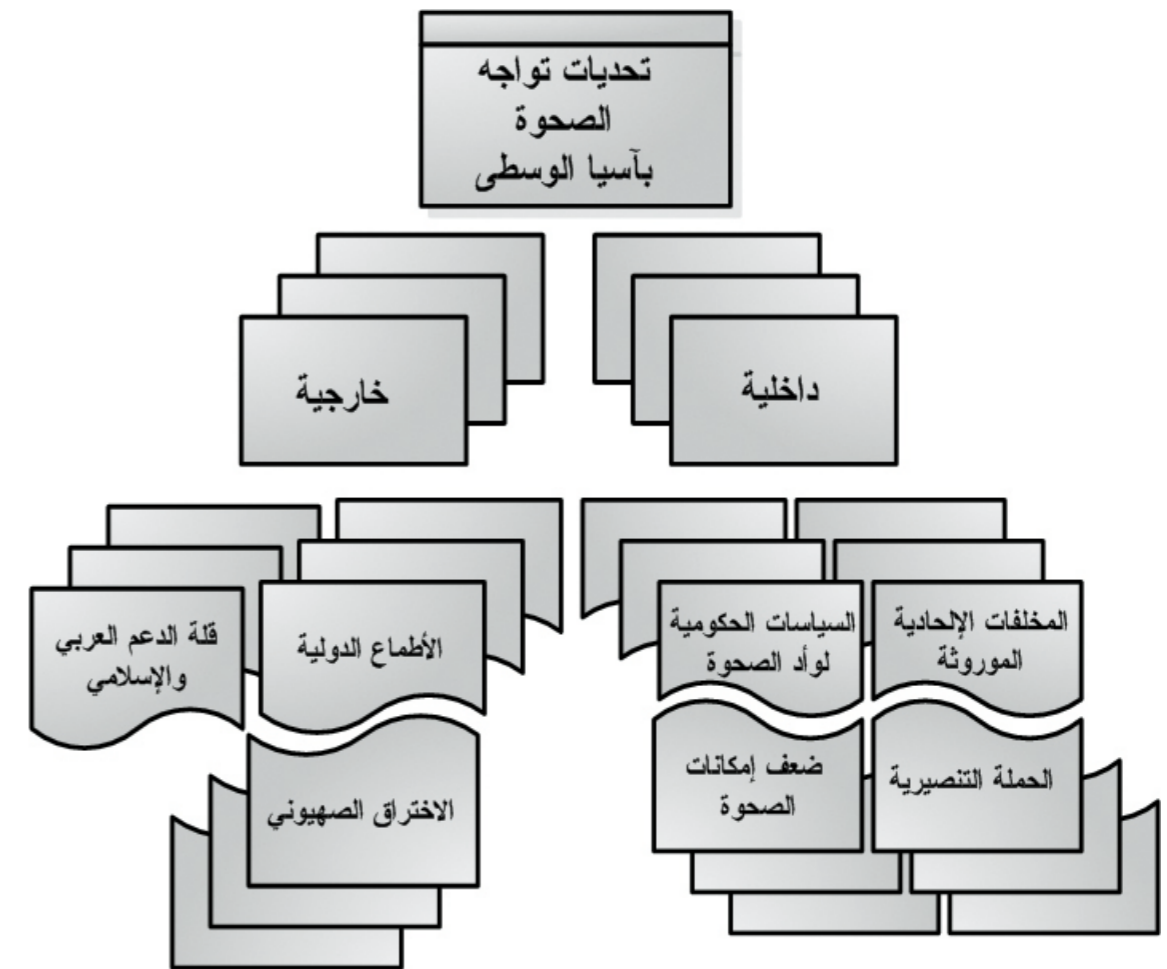 تحديات تواجه
الصحوة
بآسيا الوسطى
داخلية
خارجية
المخلفات الإلحادية
الموروثة
السياسات الحكومية
لوأد الصحوة
الأطماع الدولية
قلة الدعم العربي
والإسلامي
الحملة التنصيرية
ضعف إمكانات
الصحوة
الاختراق الصهيوني